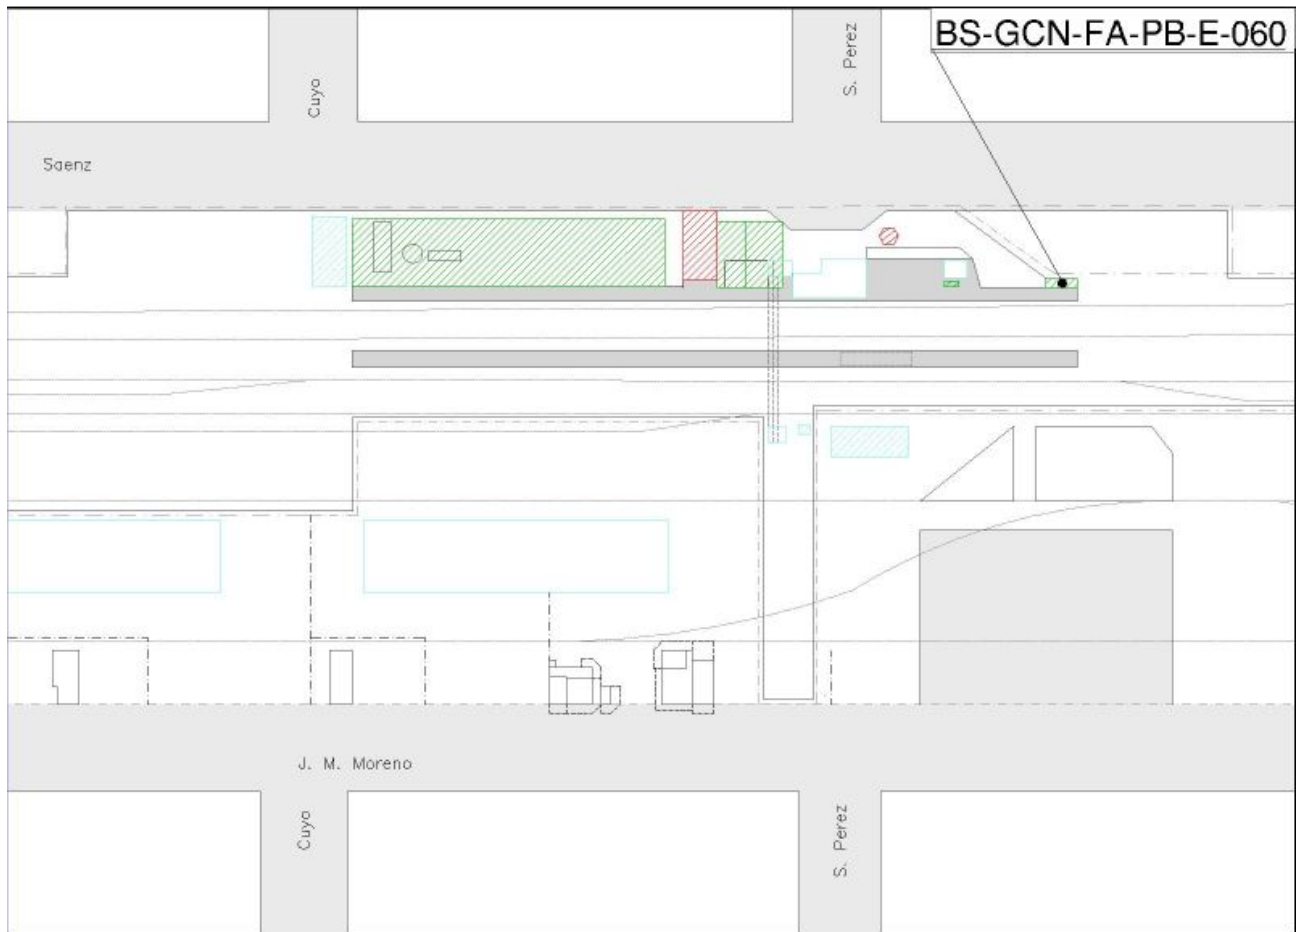 BS-GCN-FA-PB-E-060
S. Perez
Cuyo
Saenz
J. M. Moreno
Cuyo
S. Perez